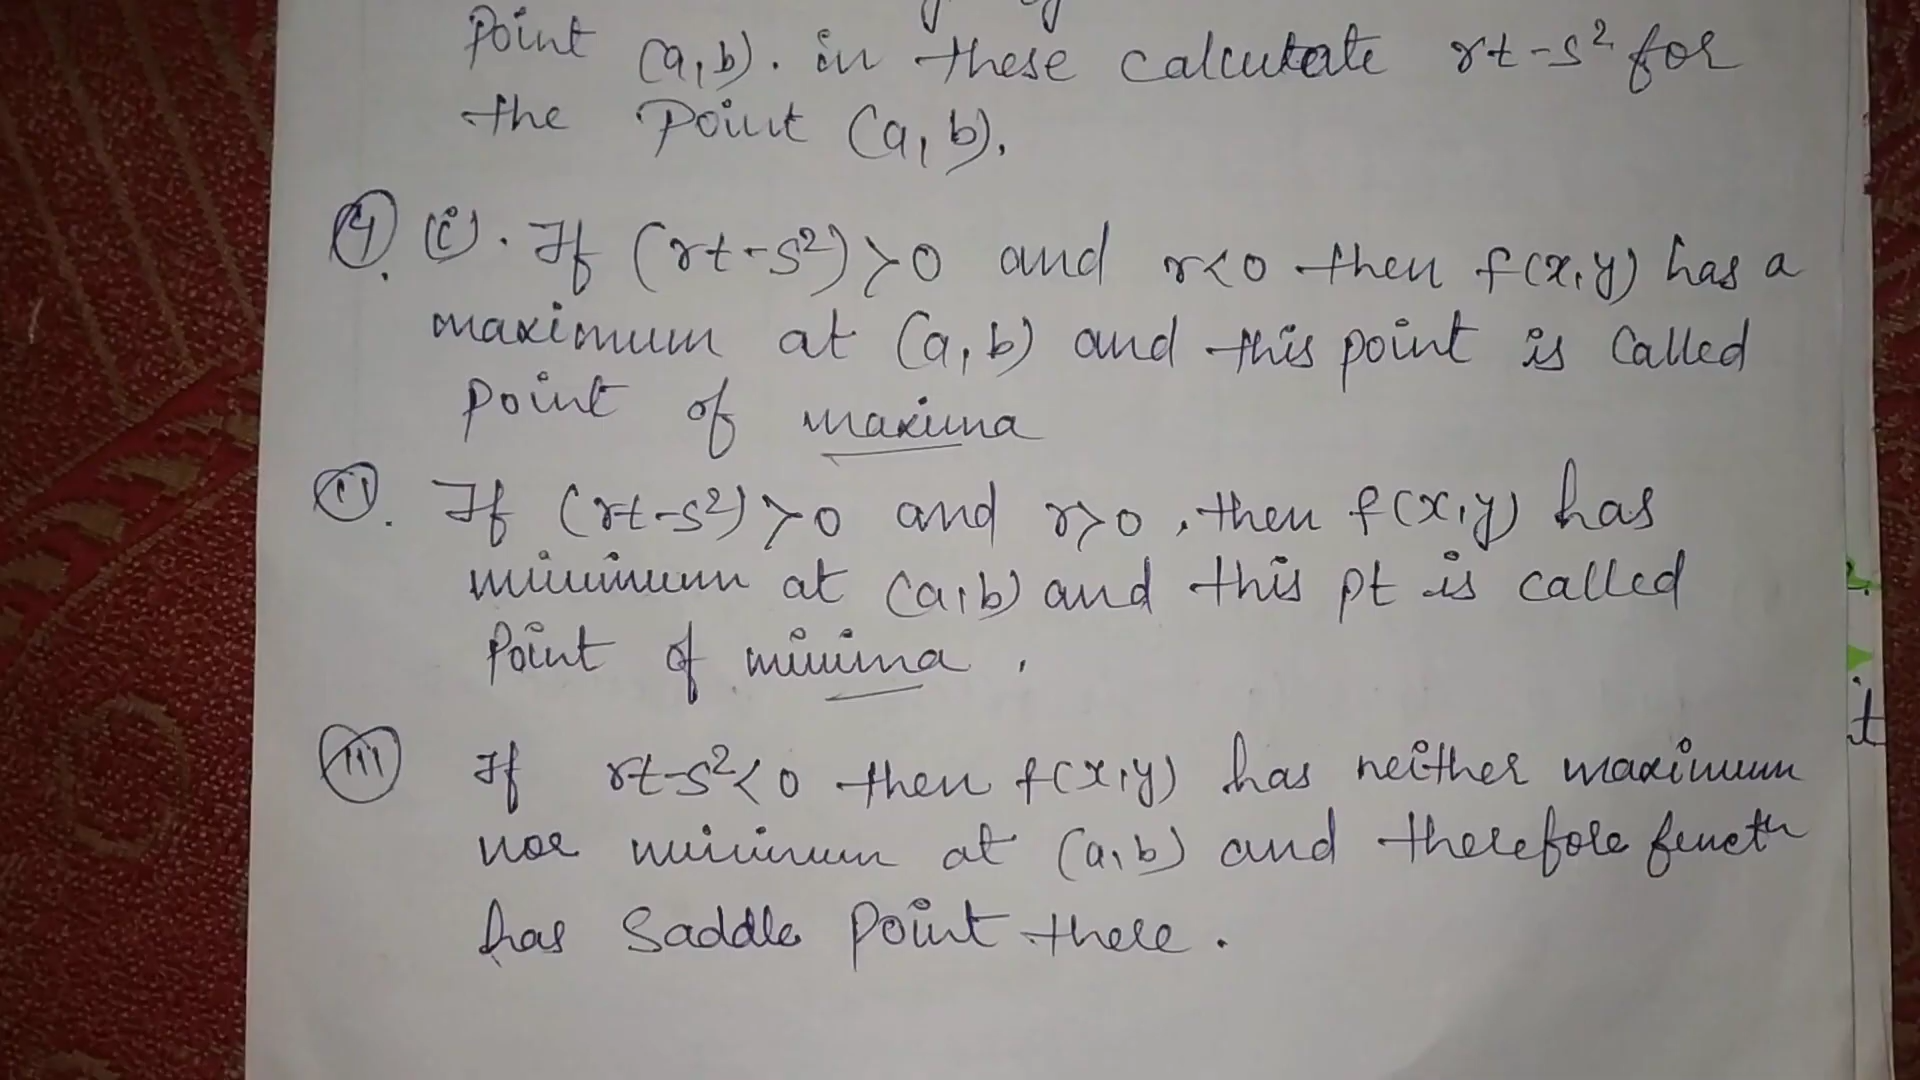 Point (a,b). in these calculate rt-s² for
the Point (a,b).
④ (i). If (rt-s²)>0 and r<0 then f(x,y) has a
maximum at (a,b) and this point is called
point of maxima
(ii). If (rt-s²)>0 and r>0, then f(x,y) has
minimum at (a,b) and this pt is called
Point of minima.
(iii) If rt-s²<0 then f(x,y) has neither maximum
nor minimum at (a,b) and therefore functn
has Saddle Point there.
t